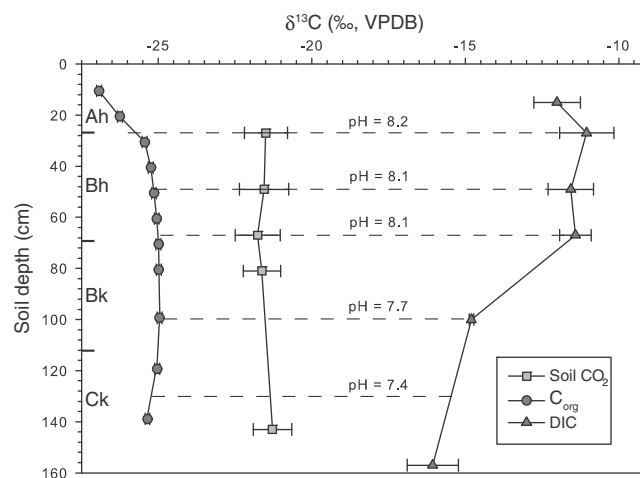 δ¹³C (‰, VPDB)
-25 -20 -15 -10
Soil depth (cm)
0
20
40
60
80
100
120
140
160
Ah
Bh
Bk
Ck
pH = 8.2
pH = 8.1
pH = 8.1
pH = 7.7
pH = 7.4
Soil CO₂
C_org
DIC